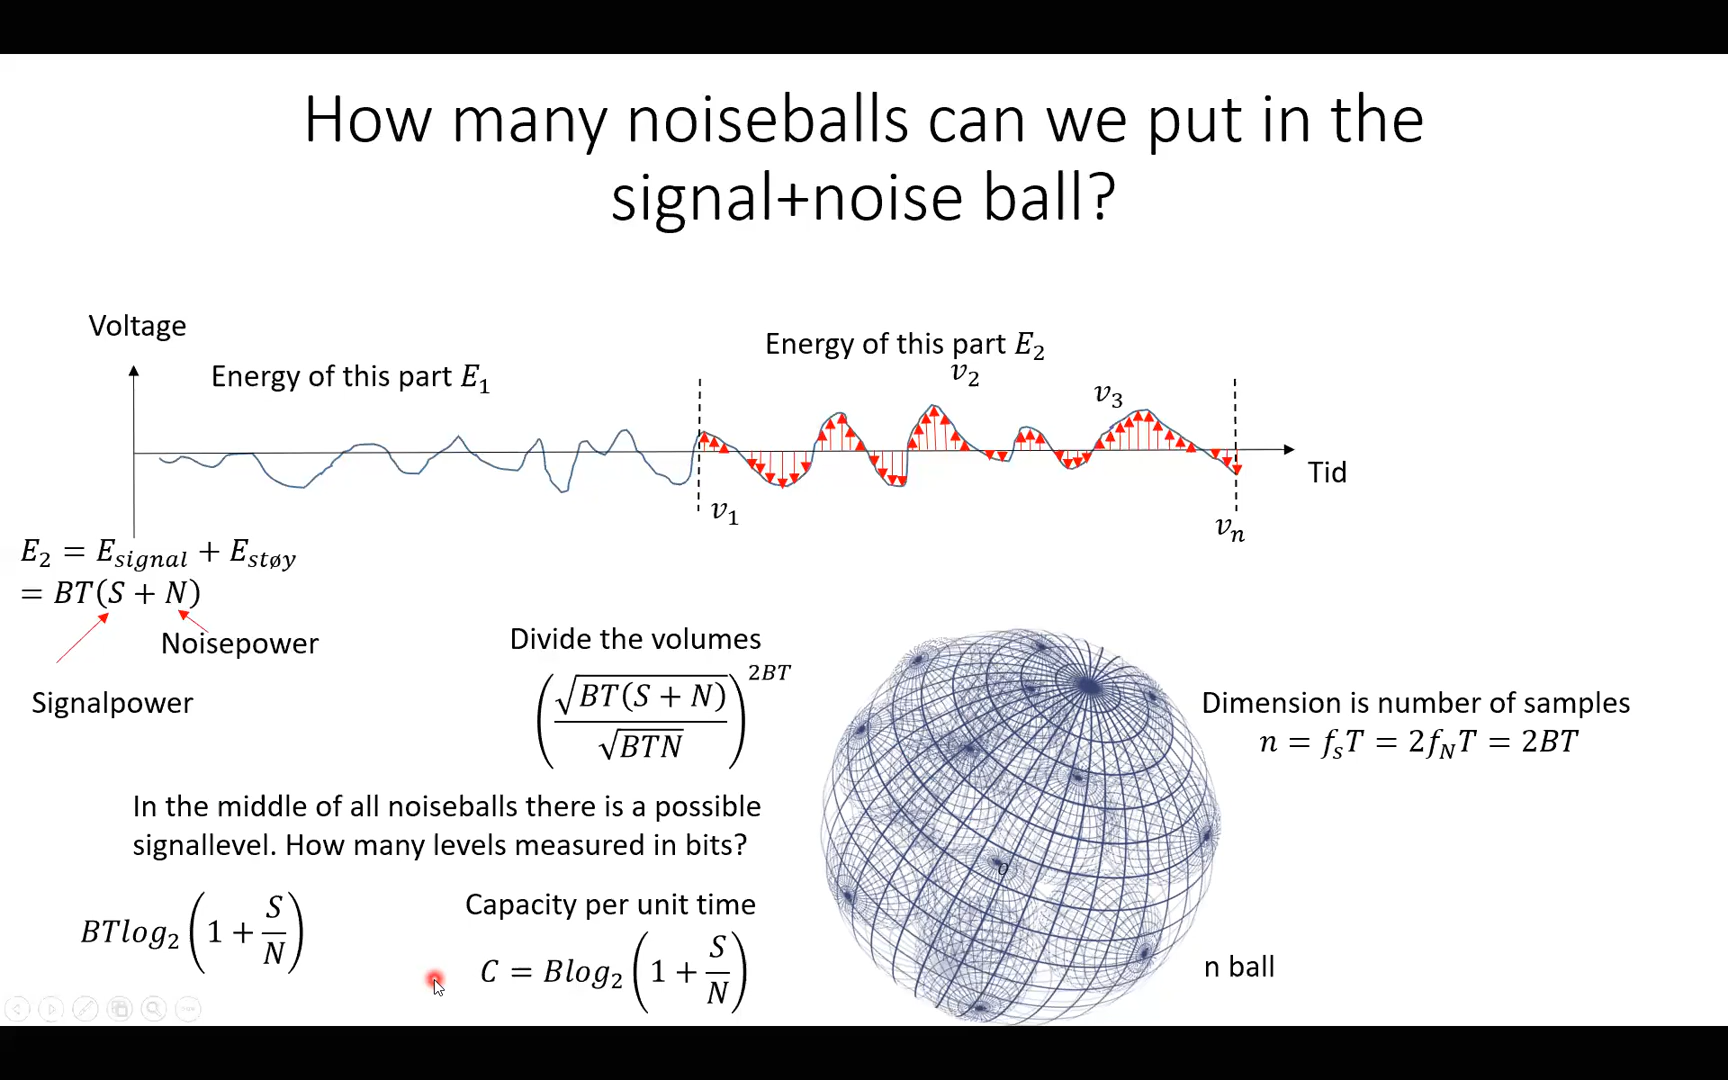 How many noiseballs can we put in the
signal+noise ball?
Voltage
Energy of this part E₁
Energy of this part E₂
v₂
v₃
Tid
v₁
vₙ
E₂ = E_signal + E_støy
= BT(S + N)
Noisepower
Signalpower
Divide the volumes
(√(BT(S + N)) / √(BTN))^2BT
Dimension is number of samples
n = f_sT = 2f_NT = 2BT
In the middle of all noiseballs there is a possible
signallevel. How many levels measured in bits?
BTlog₂(1 + S/N)
Capacity per unit time
C = Blog₂(1 + S/N)
0
n ball